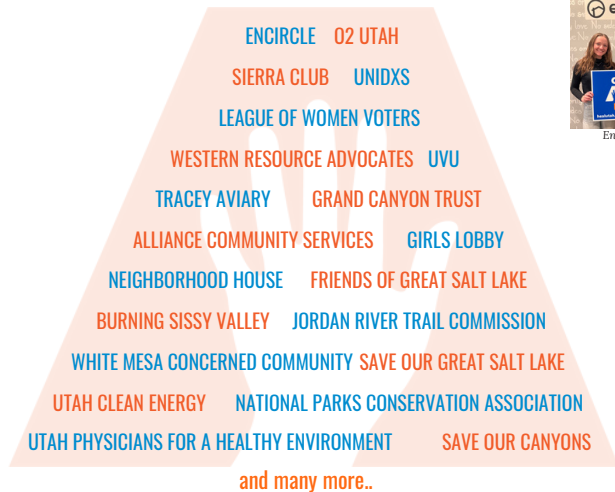 ENCIRCLE O2 UTAH
SIERRA CLUB UNIDXS
LEAGUE OF WOMEN VOTERS
WESTERN RESOURCE ADVOCATES UVU
TRACEY AVIARY GRAND CANYON TRUST
ALLIANCE COMMUNITY SERVICES GIRLS LOBBY
NEIGHBORHOOD HOUSE FRIENDS OF GREAT SALT LAKE
BURNING SISSY VALLEY JORDAN RIVER TRAIL COMMISSION
WHITE MESA CONCERNED COMMUNITY SAVE OUR GREAT SALT LAKE
UTAH CLEAN ENERGY NATIONAL PARKS CONSERVATION ASSOCIATION
UTAH PHYSICIANS FOR A HEALTHY ENVIRONMENT SAVE OUR CANYONS
and many more..
En